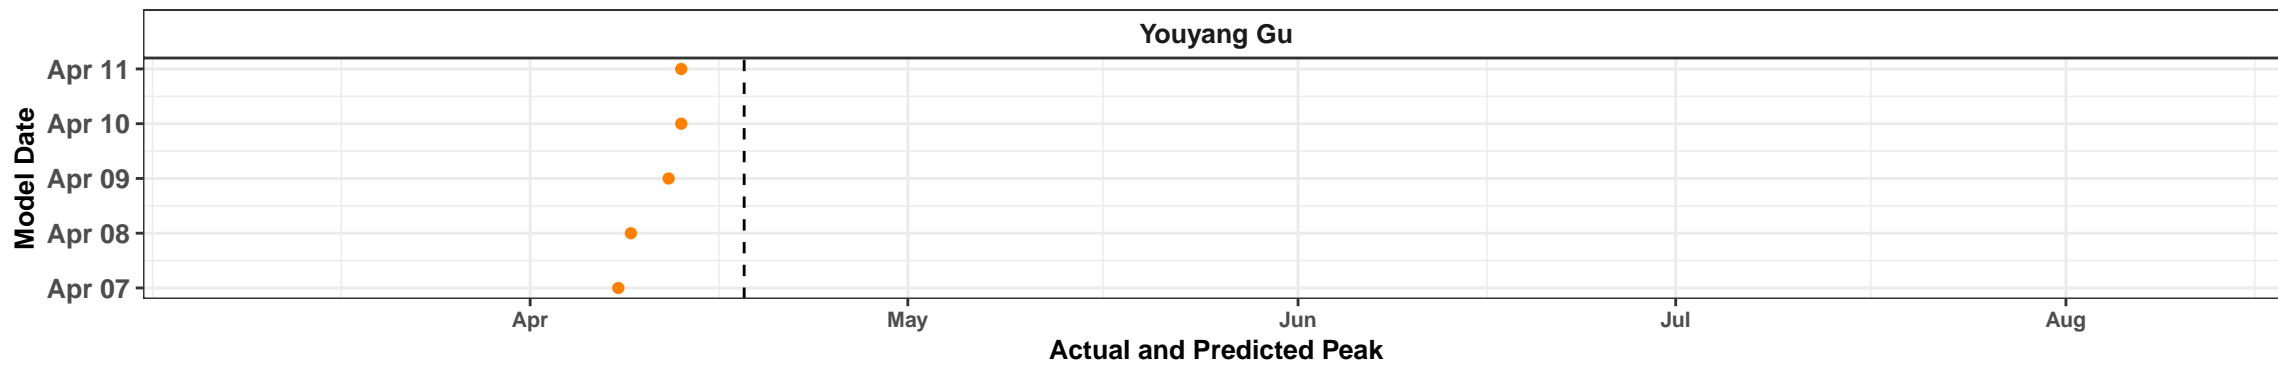 Youyang Gu
Model Date
Apr 11
Apr 10
Apr 09
Apr 08
Apr 07
Apr May Jun Jul Aug
Actual and Predicted Peak